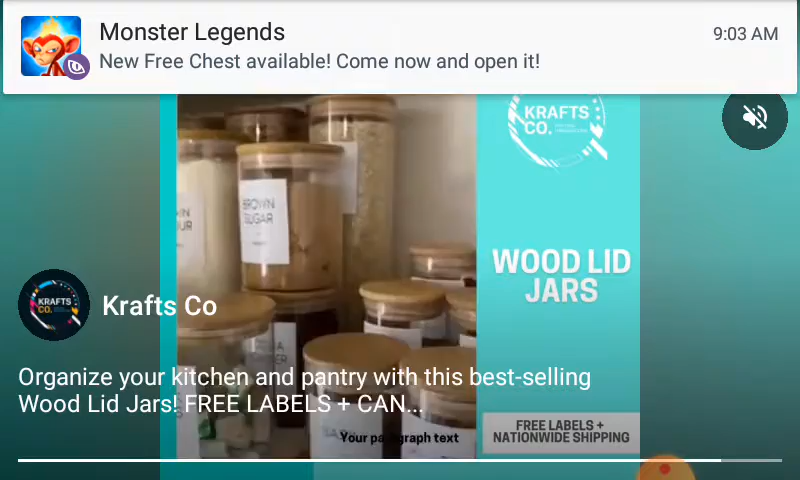 Monster Legends
9:03 AM
New Free Chest available! Come now and open it!
KRAFTS
CO.
BROWN
SUGAR
WOOD LID
JARS
KRAFTS
CO.
Krafts Co
Organize your kitchen and pantry with this best-selling
Wood Lid Jars! FREE LABELS + CAN...
FREE LABELS +
NATIONWIDE SHIPPING
Your paragraph text